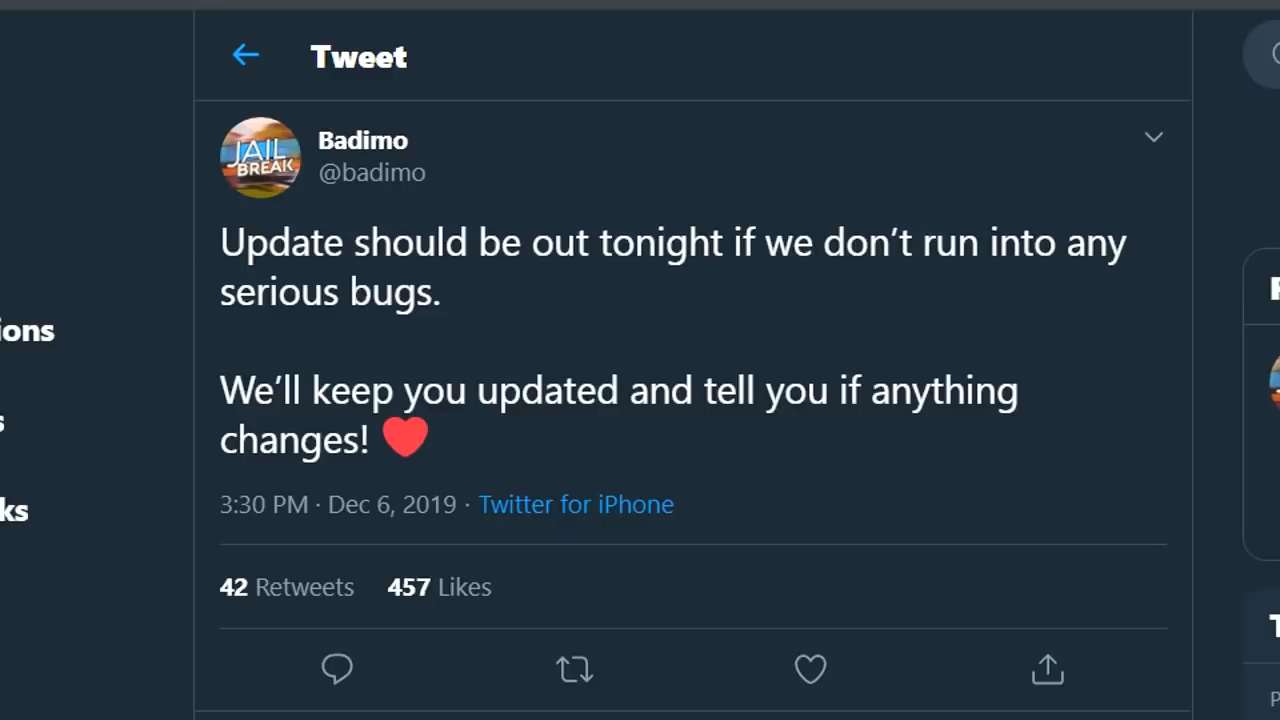 Tweet
JAIL
BREAK
Badimo
@badimo
Update should be out tonight if we don’t run into any
serious bugs.
We’ll keep you updated and tell you if anything
changes! ❤
3:30 PM · Dec 6, 2019 · Twitter for iPhone
42 Retweets 457 Likes
ions
s
ks